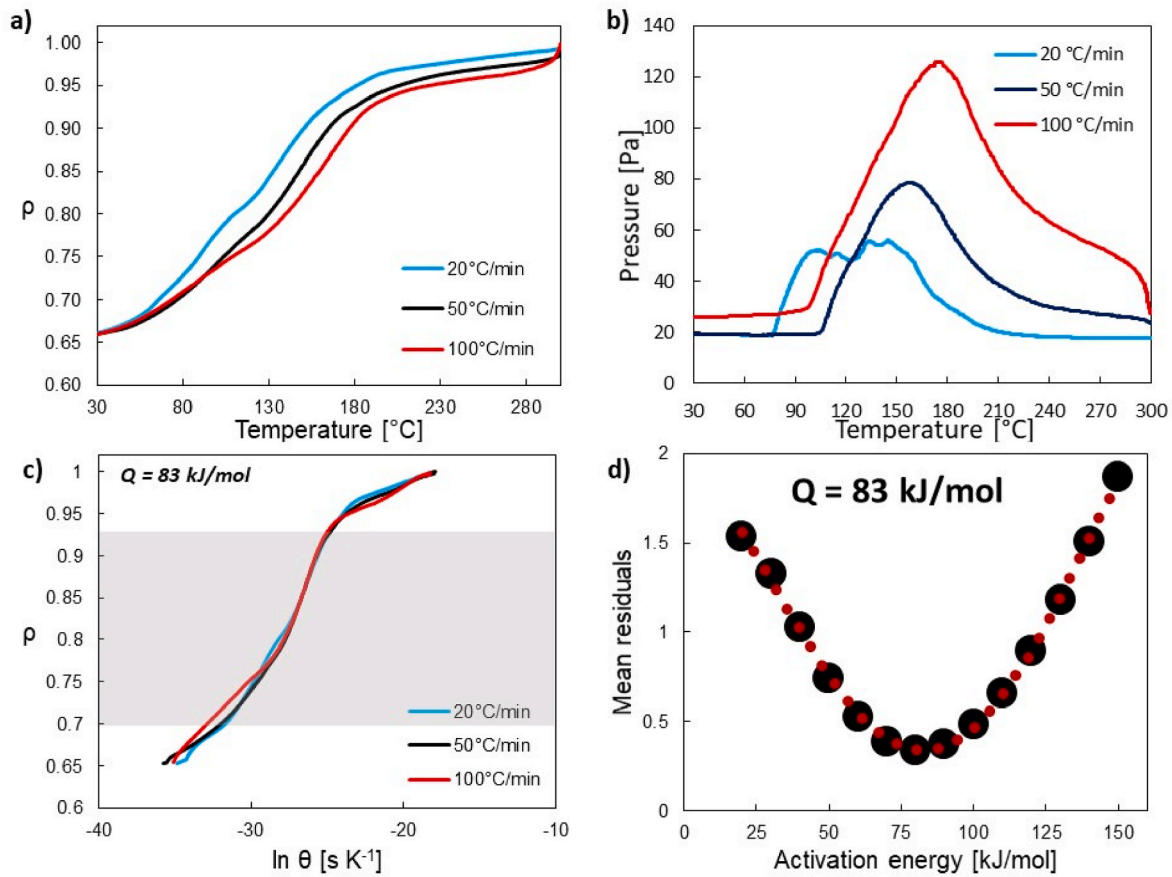 a)
1.00
0.95
0.90
0.85
0.80
0.75
0.70
0.65
0.60
ρ
20°C/min
50°C/min
100°C/min
30 80 130 180 230 280
Temperature [°C]
b)
140
120
100
80
60
40
20
0
Pressure [Pa]
20 °C/min
50 °C/min
100 °C/min
30 60 90 120 150 180 210 240 270 300
Temperature [°C]
c)
Q = 83 kJ/mol
1
0.95
0.9
0.85
0.8
0.75
0.7
0.65
0.6
ρ
20°C/min
50°C/min
100°C/min
-40 -30 -20 -10
ln θ [s K⁻¹]
d)
Q = 83 kJ/mol
2
1.5
1
0.5
0
Mean residuals
0 25 50 75 100 125 150
Activation energy [kJ/mol]